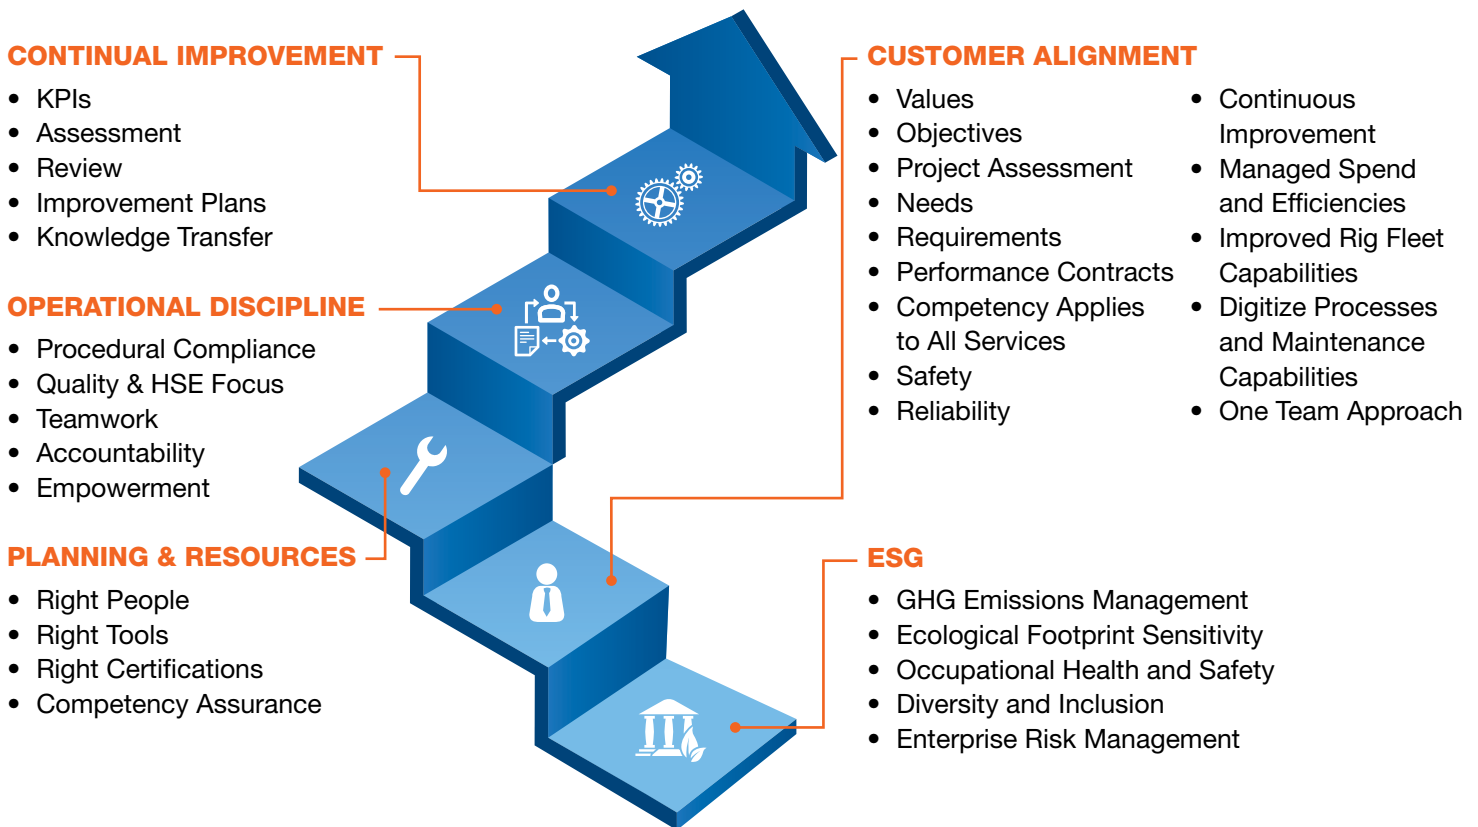 CONTINUAL IMPROVEMENT
• KPIs
• Assessment
• Review
• Improvement Plans
• Knowledge Transfer
OPERATIONAL DISCIPLINE
• Procedural Compliance
• Quality & HSE Focus
• Teamwork
• Accountability
• Empowerment
PLANNING & RESOURCES
• Right People
• Right Tools
• Right Certifications
• Competency Assurance
CUSTOMER ALIGNMENT
• Values
• Objectives
• Project Assessment
• Needs
• Requirements
• Performance Contracts
• Competency Applies
to All Services
• Safety
• Reliability
• Continuous
Improvement
• Managed Spend
and Efficiencies
• Improved Rig Fleet
Capabilities
• Digitize Processes
and Maintenance
Capabilities
• One Team Approach
ESG
• GHG Emissions Management
• Ecological Footprint Sensitivity
• Occupational Health and Safety
• Diversity and Inclusion
• Enterprise Risk Management